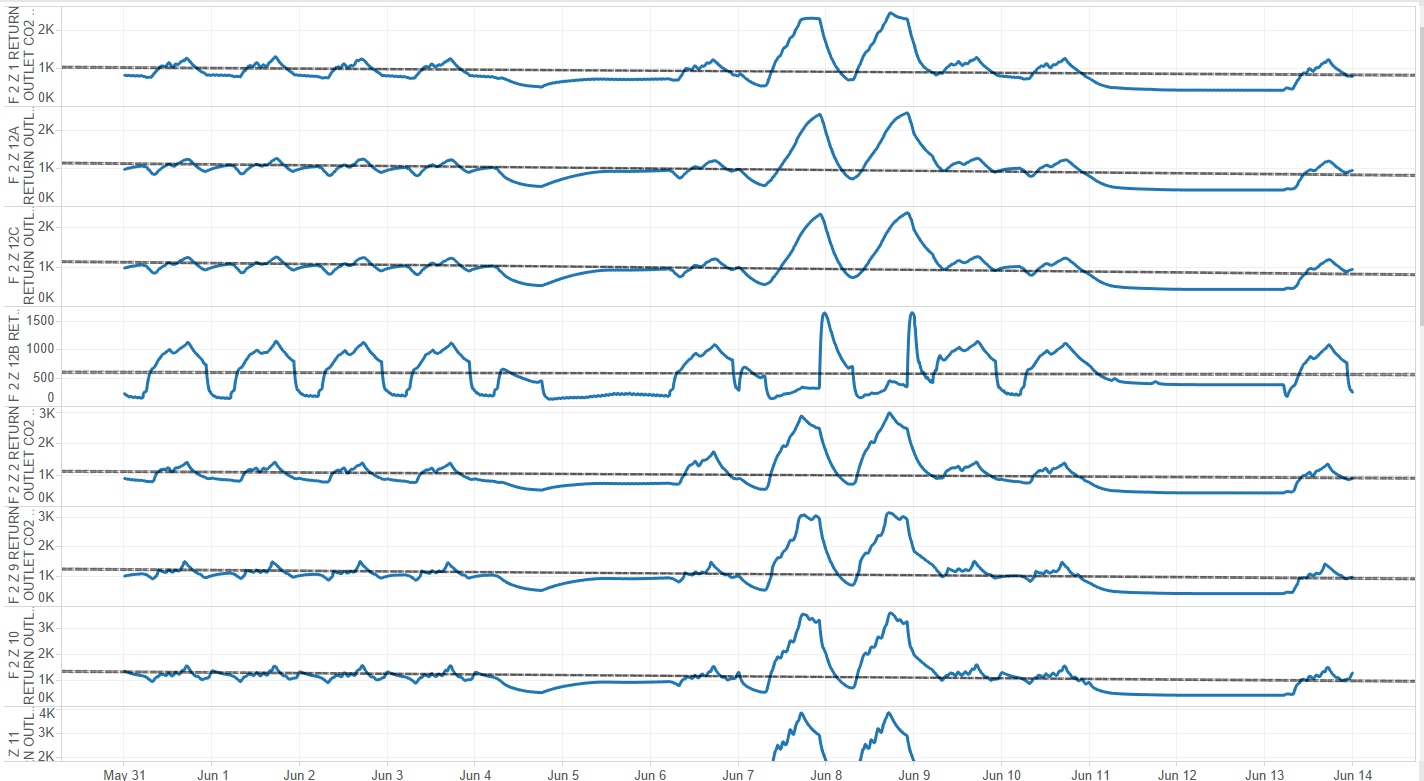 F 2 Z 1 RETURN
OUTLET CO2 ..
2K
1K
0K
F 2 Z 12A
RETURN OUTL..
2K
1K
0K
F 2 Z 12C
RETURN OUTL..
2K
1K
0K
F 2 Z 12B RET..
1500
1000
500
0
F 2 Z 2 RETURN
OUTLET CO2 ..
3K
2K
1K
0K
F 2 Z 9 RETURN
OUTLET CO2 ..
3K
2K
1K
0K
F 2 Z 10
RETURN OUTL..
3K
2K
1K
0K
Z 11
N OUTL..
4K
3K
2K
May 31 Jun 1 Jun 2 Jun 3 Jun 4 Jun 5 Jun 6 Jun 7 Jun 8 Jun 9 Jun 10 Jun 11 Jun 12 Jun 13 Jun 14